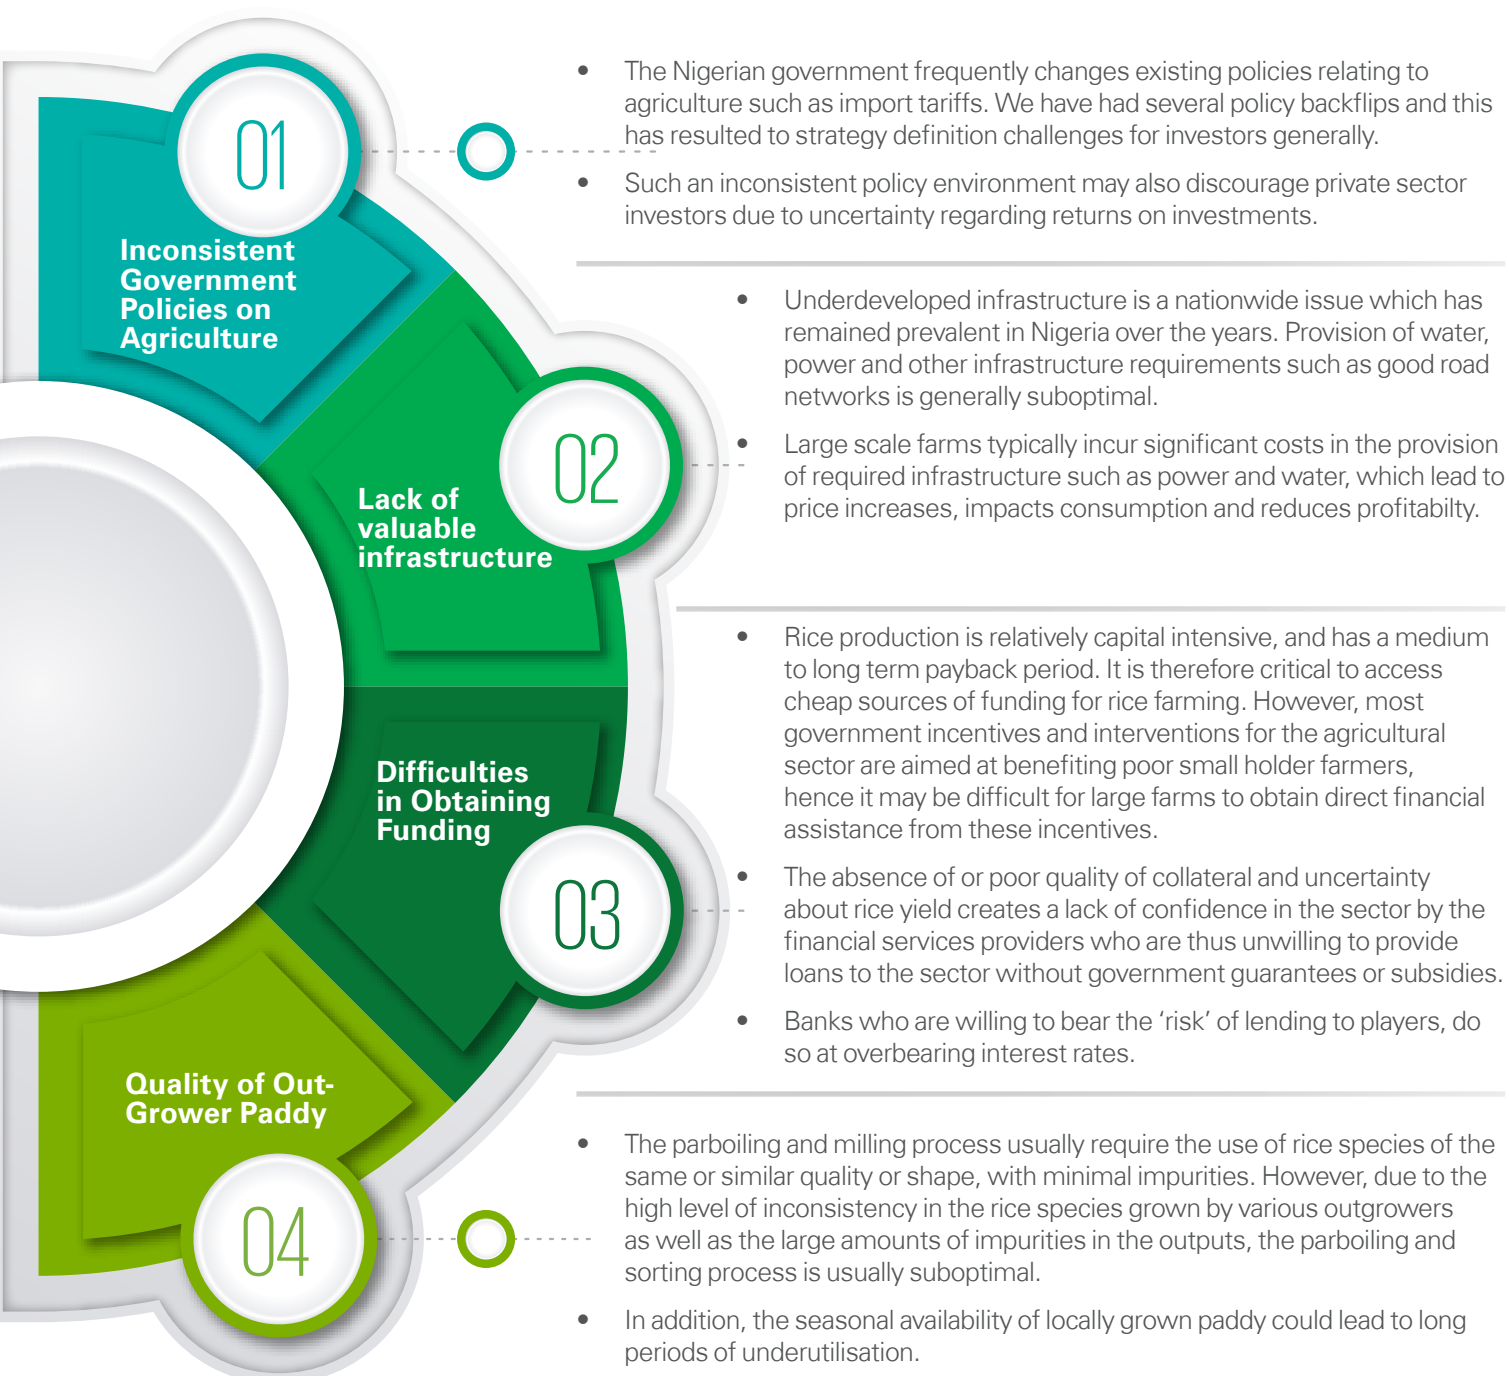 01
Inconsistent
Government
Policies on
Agriculture
• The Nigerian government frequently changes existing policies relating to
agriculture such as import tariffs. We have had several policy backflips and this
has resulted to strategy definition challenges for investors generally.
• Such an inconsistent policy environment may also discourage private sector
investors due to uncertainty regarding returns on investments.
02
Lack of
valuable
infrastructure
• Underdeveloped infrastructure is a nationwide issue which has
remained prevalent in Nigeria over the years. Provision of water,
power and other infrastructure requirements such as good road
networks is generally suboptimal.
• Large scale farms typically incur significant costs in the provision
of required infrastructure such as power and water, which lead to
price increases, impacts consumption and reduces profitabilty.
Difficulties
in Obtaining
Funding
03
• Rice production is relatively capital intensive, and has a medium
to long term payback period. It is therefore critical to access
cheap sources of funding for rice farming. However, most
government incentives and interventions for the agricultural
sector are aimed at benefiting poor small holder farmers,
hence it may be difficult for large farms to obtain direct financial
assistance from these incentives.
• The absence of or poor quality of collateral and uncertainty
about rice yield creates a lack of confidence in the sector by the
financial services providers who are thus unwilling to provide
loans to the sector without government guarantees or subsidies.
• Banks who are willing to bear the ‘risk’ of lending to players, do
so at overbearing interest rates.
Quality of Out-
Grower Paddy
04
• The parboiling and milling process usually require the use of rice species of the
same or similar quality or shape, with minimal impurities. However, due to the
high level of inconsistency in the rice species grown by various outgrowers
as well as the large amounts of impurities in the outputs, the parboiling and
sorting process is usually suboptimal.
• In addition, the seasonal availability of locally grown paddy could lead to long
periods of underutilisation.